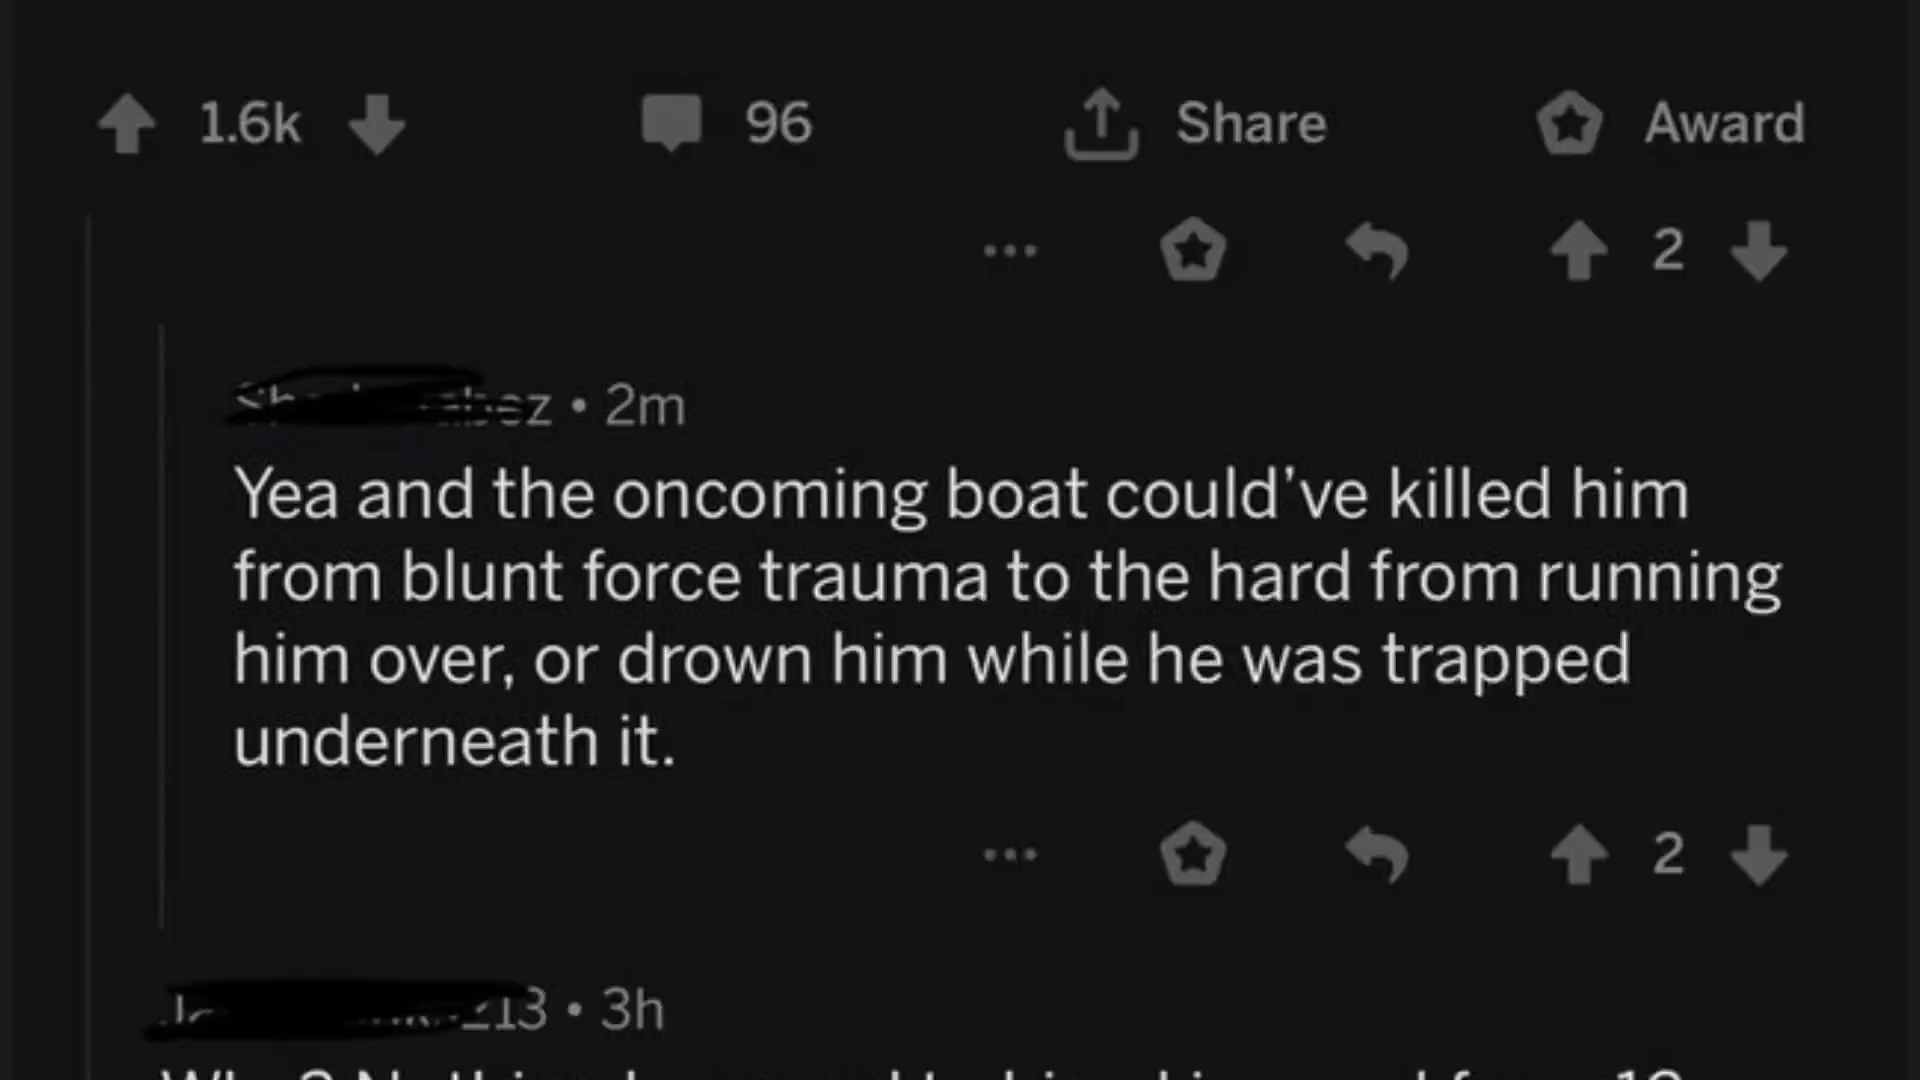 1.6k 96 Share Award
2
• 2m
Yea and the oncoming boat could've killed him
from blunt force trauma to the hard from running
him over, or drown him while he was trapped
underneath it.
2
213 • 3h